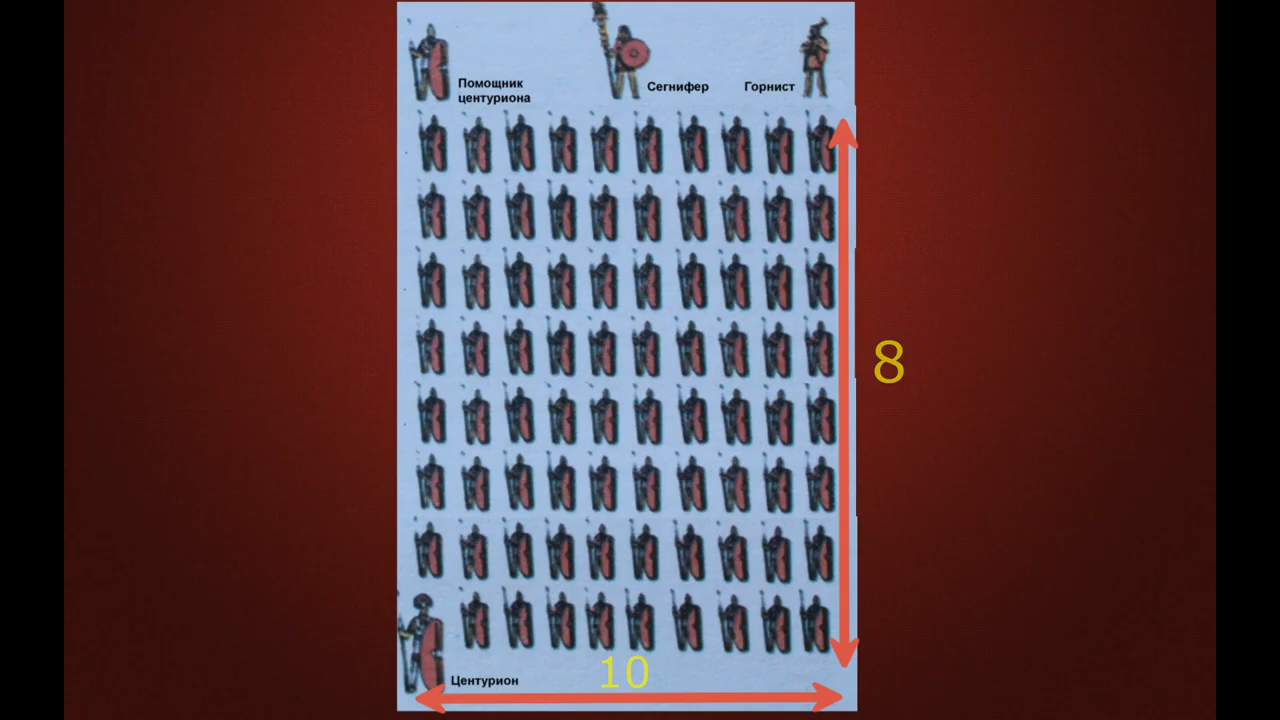 Помощник
центуриона
Сегнифер
Горнист
8
10
Центурион